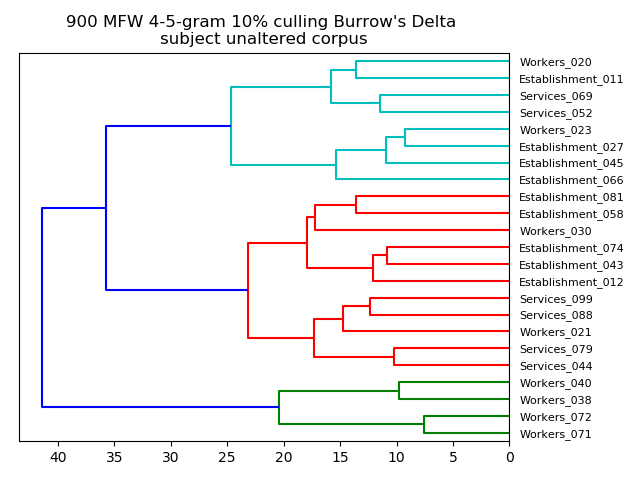 900 MFW 4-5-gram 10% culling Burrow's Delta
subject unaltered corpus
Workers_020
Establishment_011
Services_069
Services_052
Workers_023
Establishment_027
Establishment_045
Establishment_066
Establishment_081
Establishment_058
Workers_030
Establishment_074
Establishment_043
Establishment_012
Services_099
Services_088
Workers_021
Services_079
Services_044
Workers_040
Workers_038
Workers_072
Workers_071
40 35 30 25 20 15 10 5 0